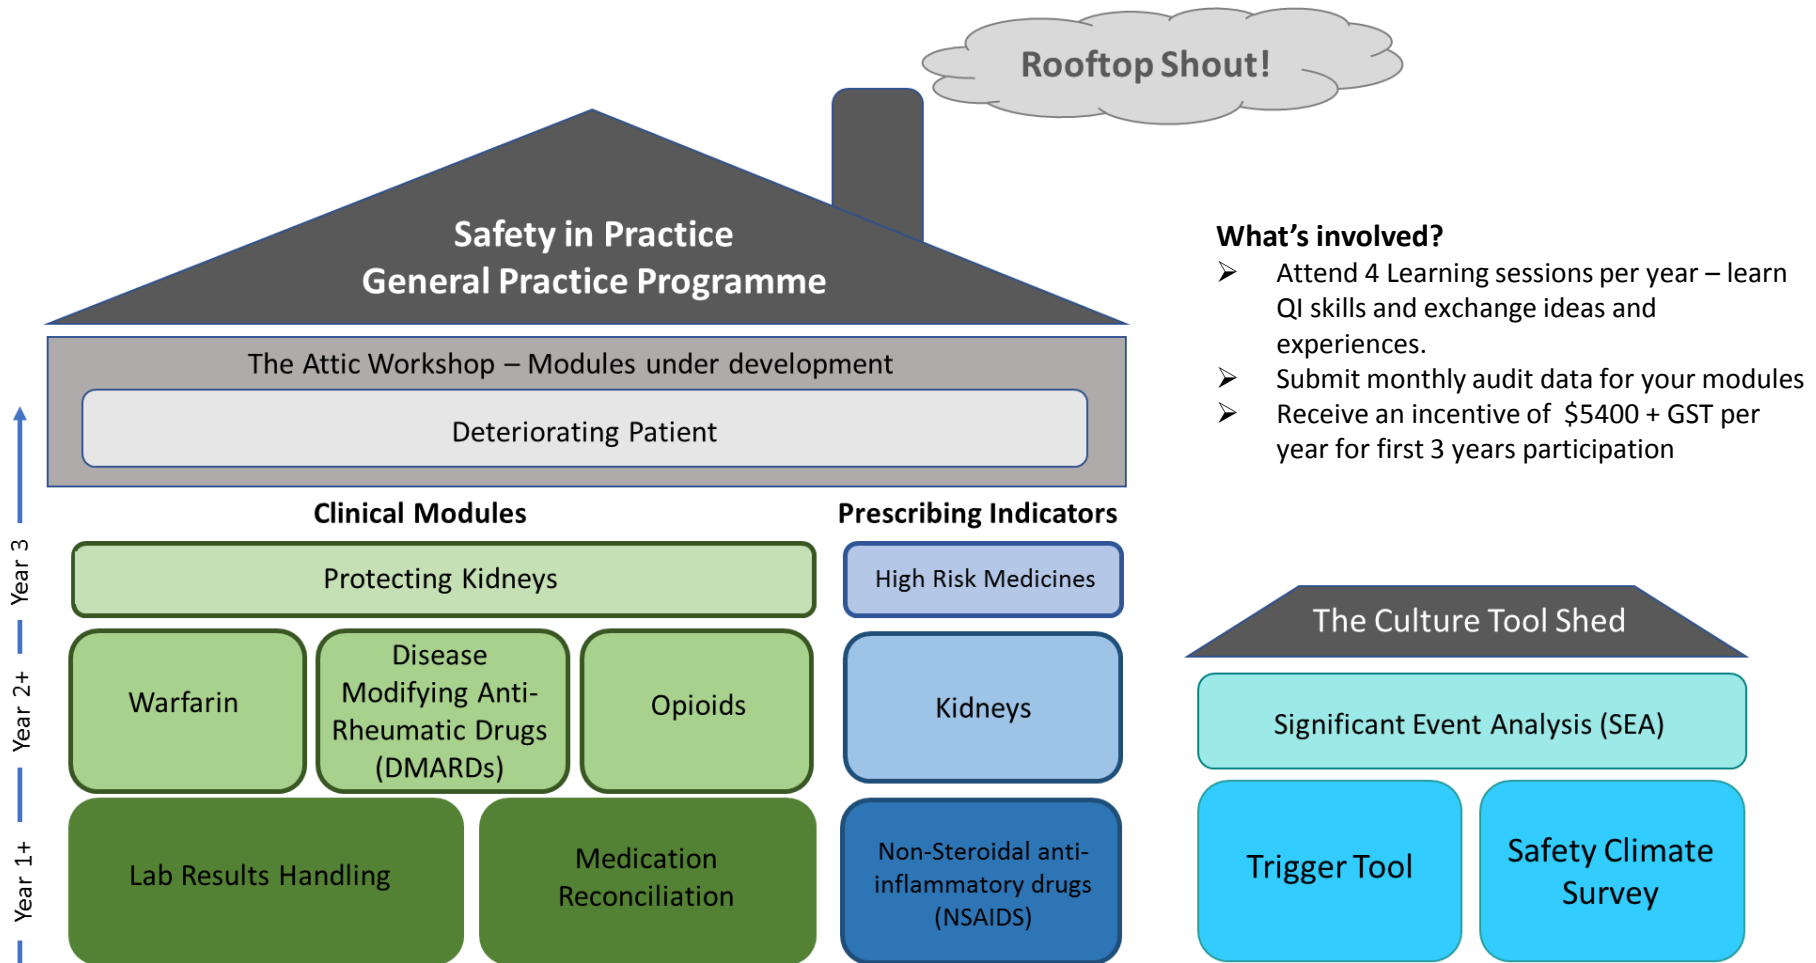 Rooftop Shout!
Safety in Practice
General Practice Programme
What's involved?
➢ Attend 4 Learning sessions per year – learn
QI skills and exchange ideas and
experiences.
➢ Submit monthly audit data for your modules
➢ Receive an incentive of $5400 + GST per
year for first 3 years participation
The Attic Workshop – Modules under development
Deteriorating Patient
Clinical Modules
Prescribing Indicators
Year 3
Protecting Kidneys
High Risk Medicines
Year 2+
Warfarin
Disease
Modifying Anti-
Rheumatic Drugs
(DMARDs)
Opioids
Kidneys
Year 1+
Lab Results Handling
Medication
Reconciliation
Non-Steroidal anti-
inflammatory drugs
(NSAIDS)
The Culture Tool Shed
Significant Event Analysis (SEA)
Trigger Tool
Safety Climate
Survey